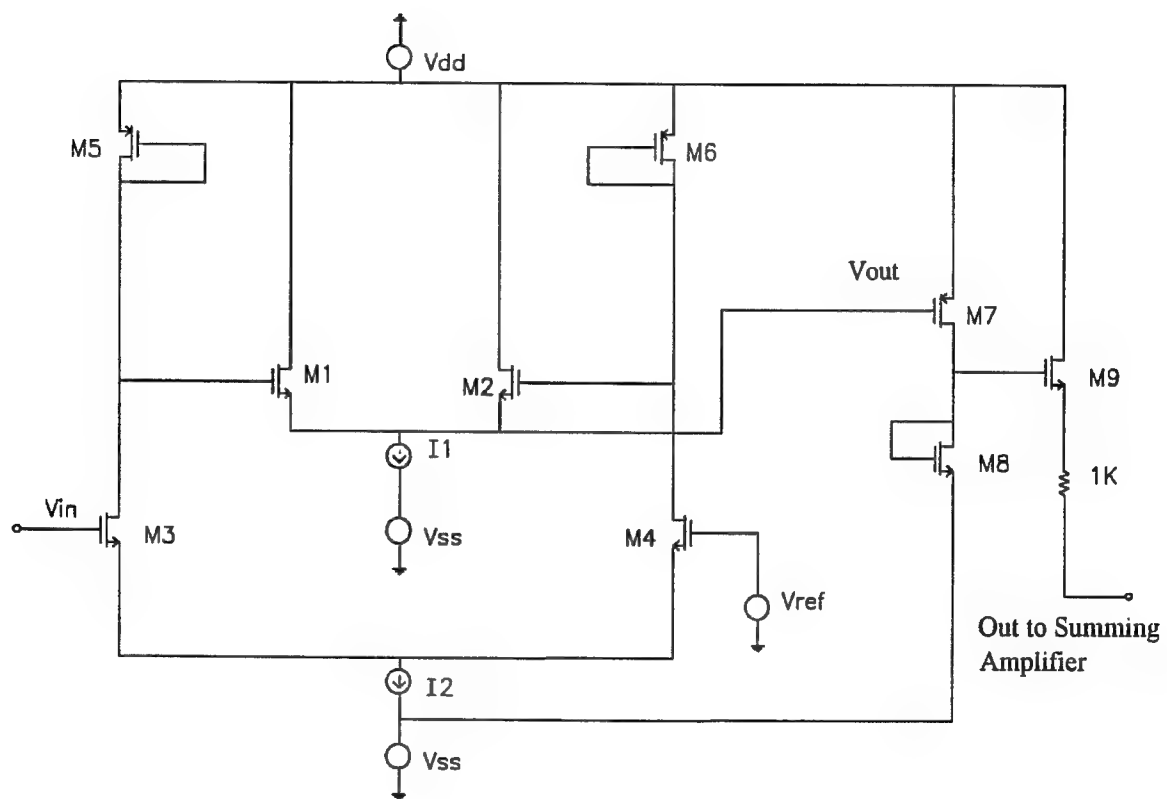 Vdd
M5
M6
Vout
M7
M1
M2
M9
I1
M8
1K
Vin
M3
Vss
M4
Vref
Out to Summing
Amplifier
I2
Vss